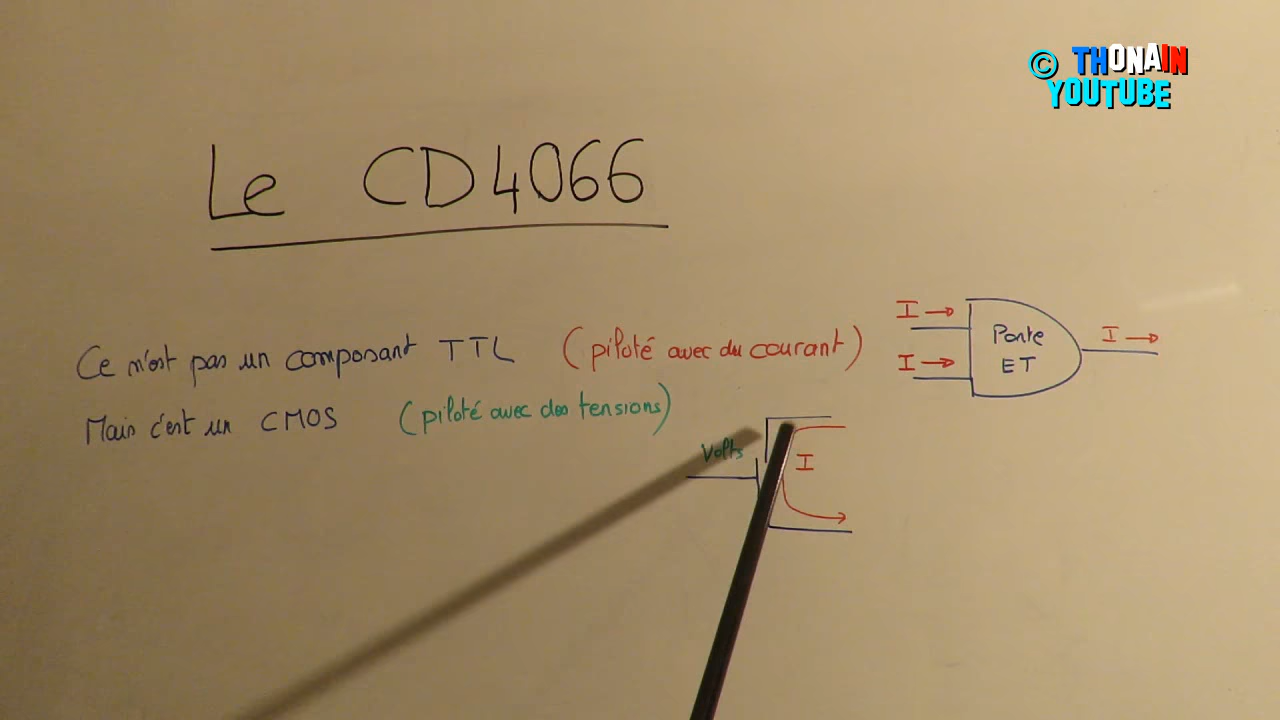 © THONAIN
YOUTUBE
Le CD4066
Ce n'est pas un composant TTL (piloté avec du courant)
Mais c'est un CMOS (piloté avec des tensions)
I → Porte I →
I → ET
Volts
I